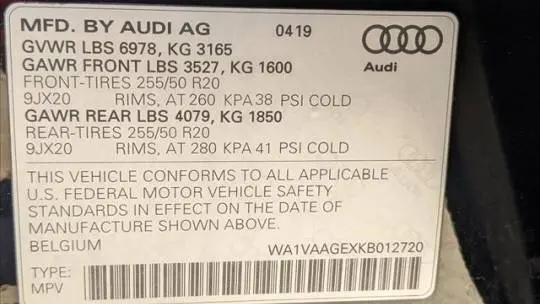 MFD. BY AUDI AG 0419
GVWR LBS 6978, KG 3165
GAWR FRONT LBS 3527, KG 1600
Audi
FRONT-TIRES 255/50 R20
9JX20 RIMS, AT 260 KPA 38 PSI COLD
GAWR REAR LBS 4079, KG 1850
REAR-TIRES 255/50 R20
9JX20 RIMS, AT 280 KPA 41 PSI COLD
THIS VEHICLE CONFORMS TO ALL APPLICABLE
U.S. FEDERAL MOTOR VEHICLE SAFETY
STANDARDS IN EFFECT ON THE DATE OF
MANUFACTURE SHOWN ABOVE.
BELGIUM WA1VAAGEXKB012720
TYPE:
MPV